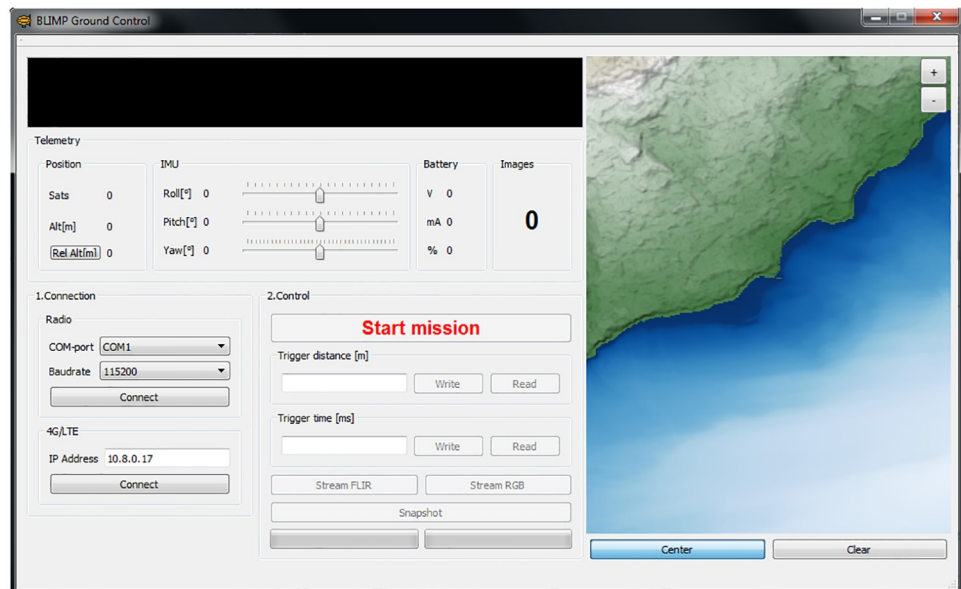 BLIMP Ground Control
+
-
Telemetry
Position
Sats 0
Alt[m] 0
Rel Alt[m] 0
IMU
Roll[°] 0
Pitch[°] 0
Yaw[°] 0
Battery
V 0
mA 0
% 0
Images
0
1.Connection
Radio
COM-port COM1
Baudrate 115200
Connect
4G/LTE
IP Address 10.8.0.17
Connect
2.Control
Start mission
Trigger distance [m]
Write Read
Trigger time [ms]
Write Read
Stream FLIR Stream RGB
Snapshot
Center Clear